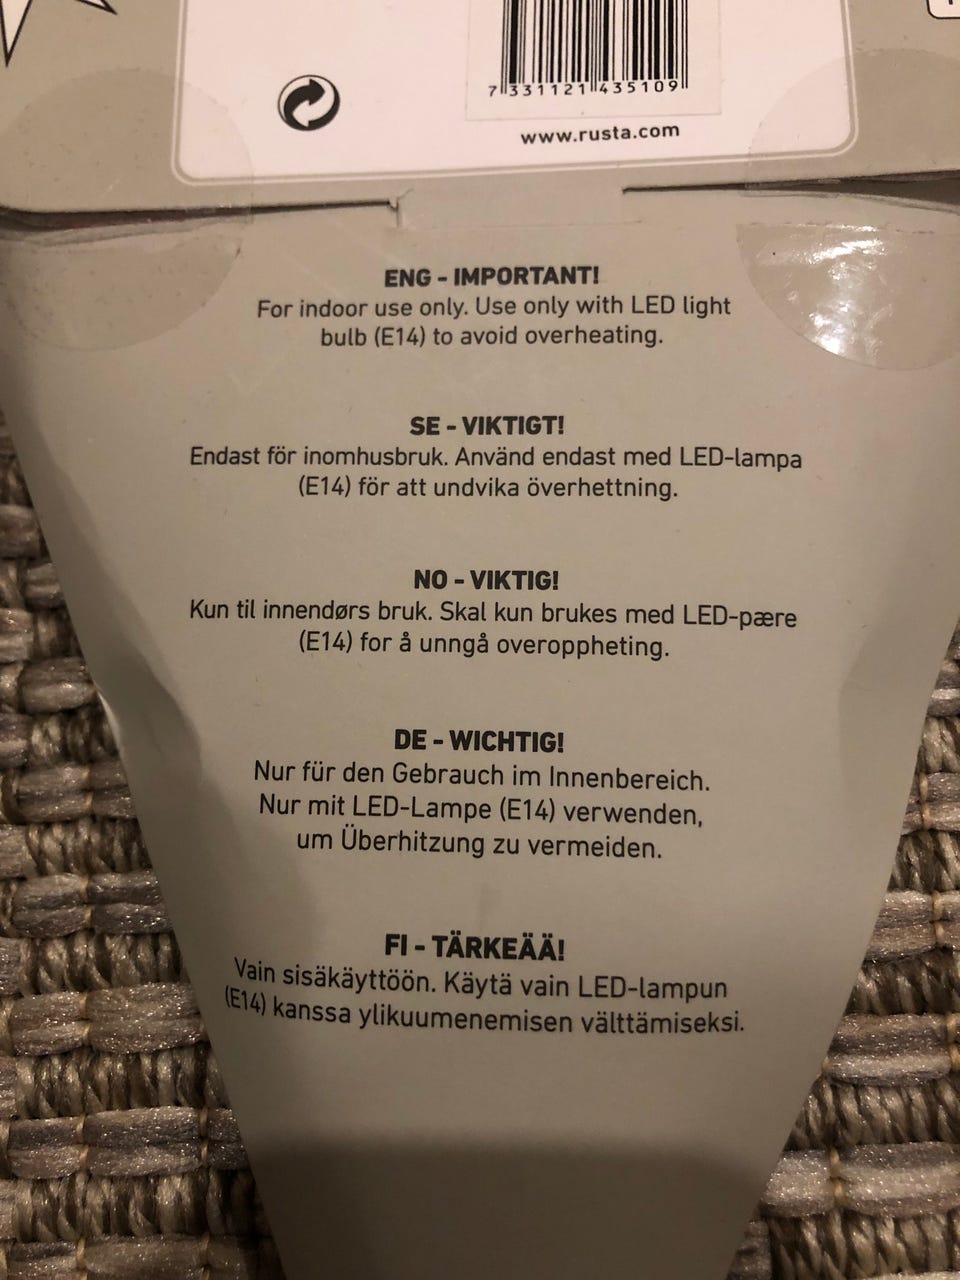 7 331121 435109
www.rusta.com
ENG - IMPORTANT!
For indoor use only. Use only with LED light
bulb (E14) to avoid overheating.
SE - VIKTIGT!
Endast för inomhusbruk. Använd endast med LED-lampa
(E14) för att undvika överhettning.
NO - VIKTIG!
Kun til innendørs bruk. Skal kun brukes med LED-pære
(E14) for å unngå overoppheting.
DE - WICHTIG!
Nur für den Gebrauch im Innenbereich.
Nur mit LED-Lampe (E14) verwenden,
um Überhitzung zu vermeiden.
FI - TÄRKEÄÄ!
Vain sisäkäyttöön. Käytä vain LED-lampun
(E14) kanssa ylikuumenemisen välttämiseksi.